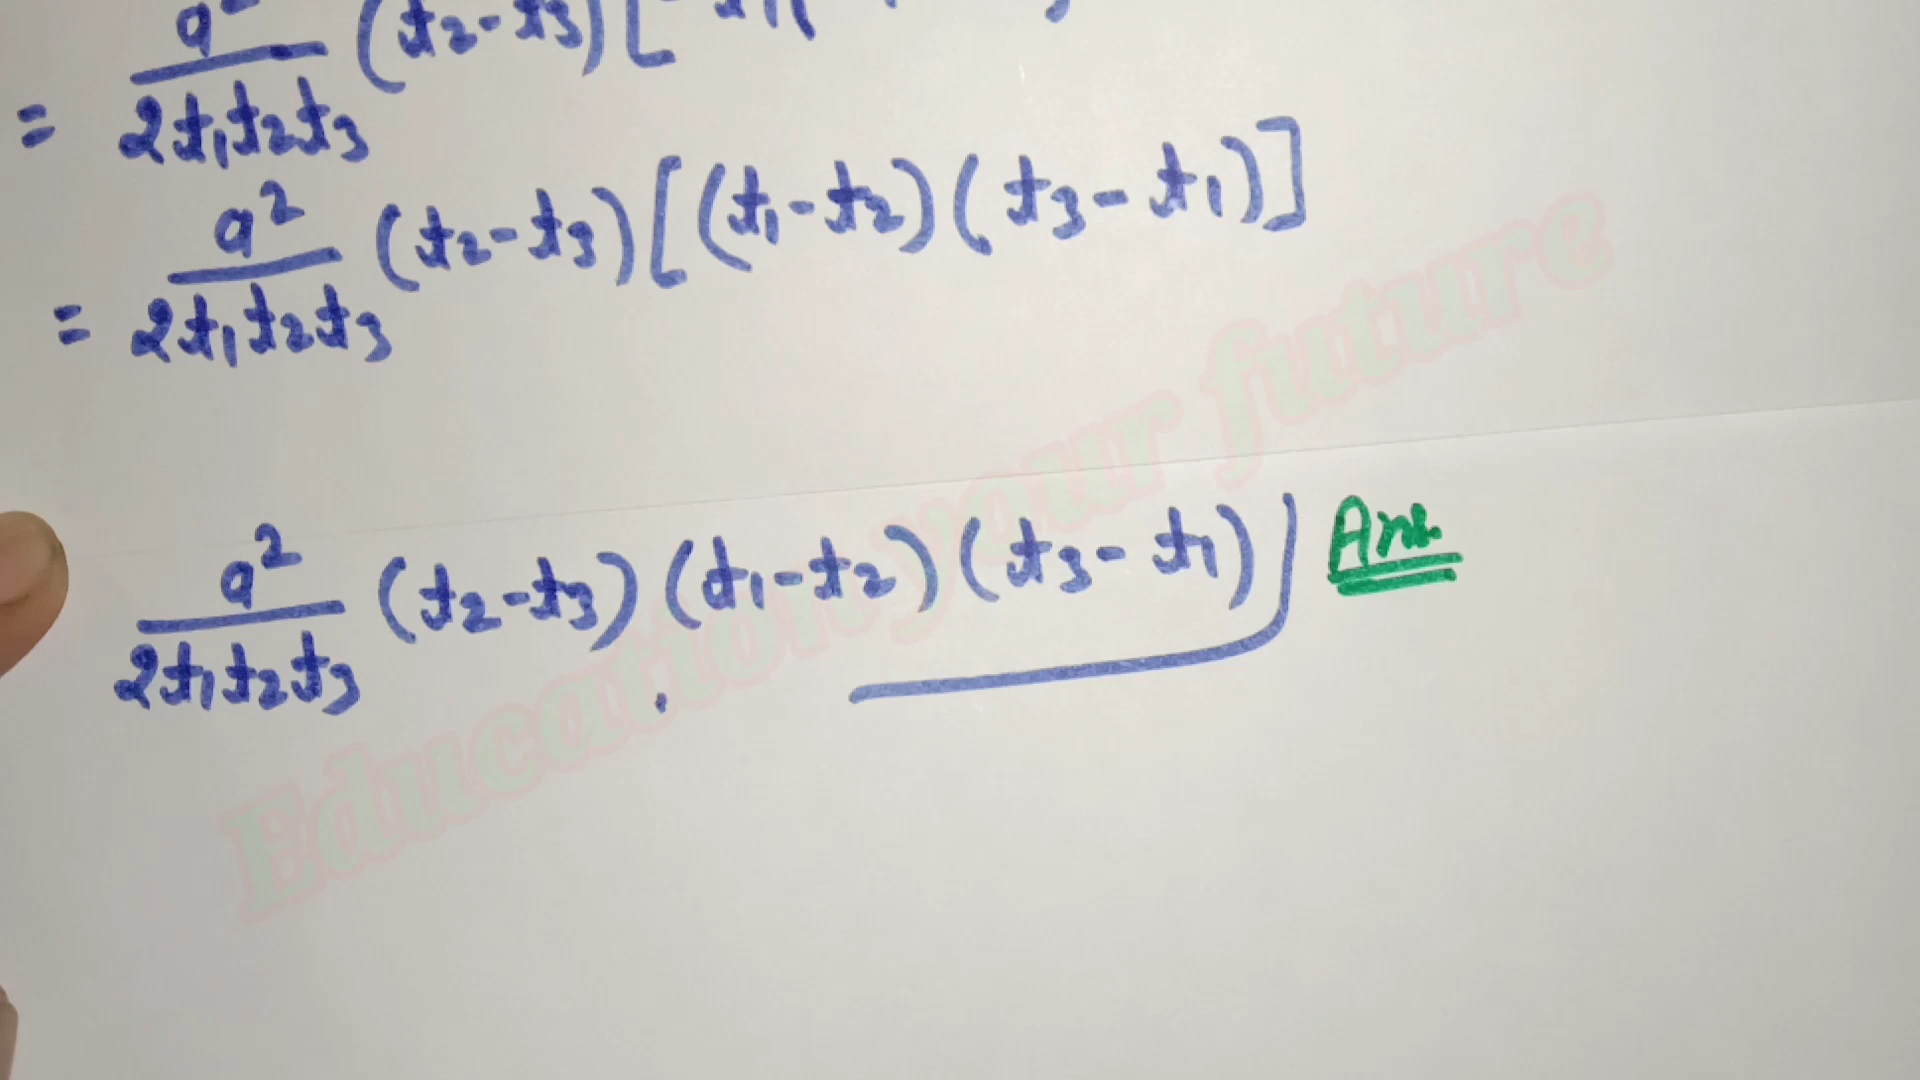 = a²/2t₁t₂t₃ (t₂-t₃)[
= a²/2t₁t₂t₃ (t₂-t₃)[(t₁-t₂)(t₃-t₁)]
a²/2t₁t₂t₃ (t₂-t₃)(t₁-t₂)(t₃-t₁) Ans
Education your future